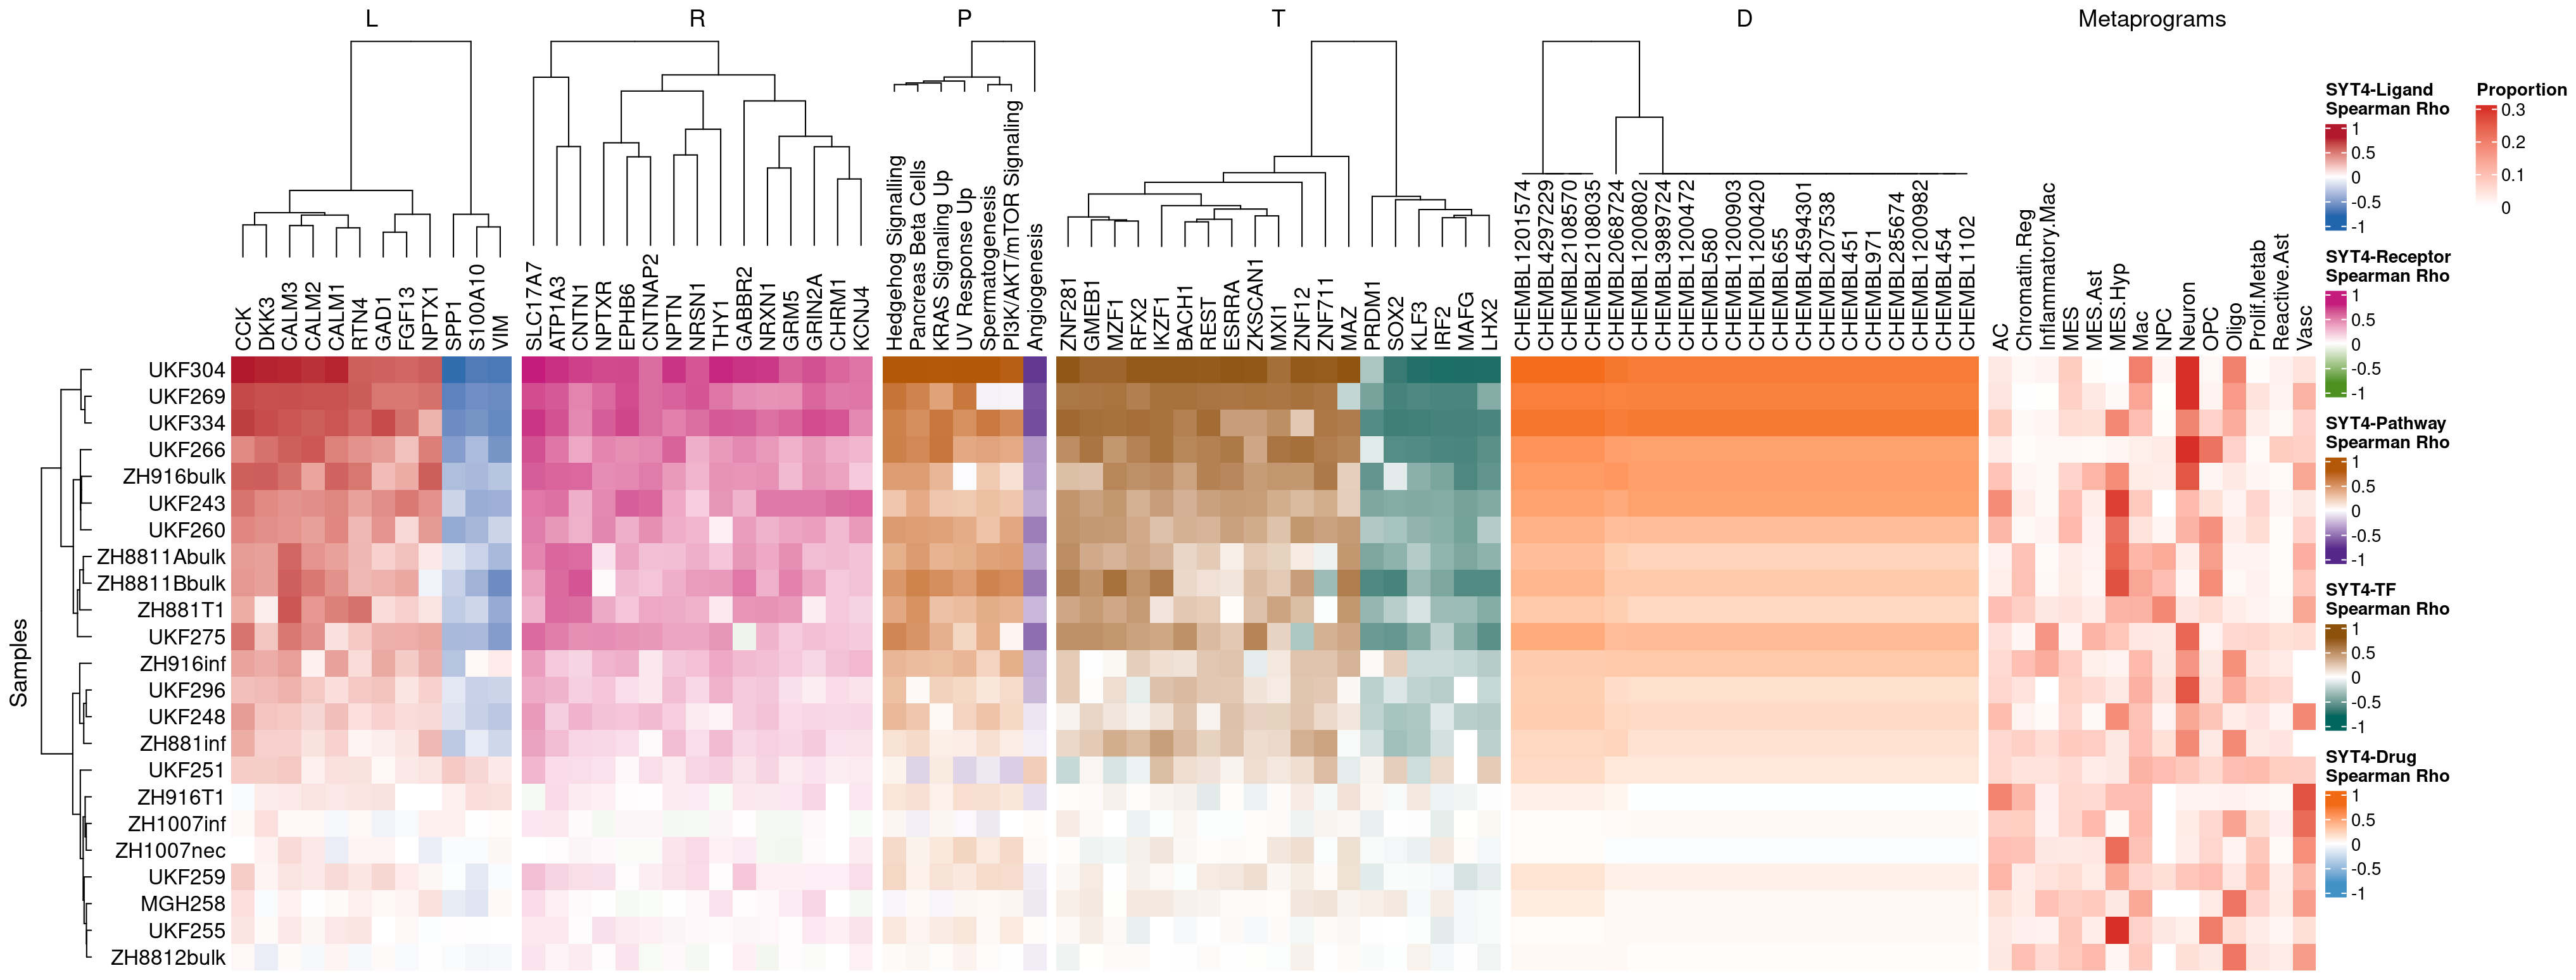 L
R
P
T
D
Metaprograms
CCK
DKK3
CALM3
CALM2
CALM1
RTN4
GAD1
FGF13
NPTX1
SPP1
S100A10
VIM
SLC17A7
ATP1A3
CNTN1
NPTXR
EPHB6
CNTNAP2
NPTN
NRSN1
THY1
GABBR2
NRXN1
GRM5
GRIN2A
CHRM1
KCNJ4
Hedgehog Signalling
Pancreas Beta Cells
KRAS Signaling Up
UV Response Up
Spermatogenesis
PI3K/AKT/mTOR Signaling
Angiogenesis
ZNF281
GMEB1
MZF1
RFX2
IKZF1
BACH1
REST
ESRRA
ZKSCAN1
MXI1
ZNF12
ZNF711
MAZ
PRDM1
SOX2
KLF3
IRF2
MAFG
LHX2
CHEMBL1201574
CHEMBL4297229
CHEMBL2108570
CHEMBL2108035
CHEMBL2068724
CHEMBL1200802
CHEMBL3989724
CHEMBL1200472
CHEMBL580
CHEMBL1200903
CHEMBL1200420
CHEMBL655
CHEMBL4594301
CHEMBL207538
CHEMBL451
CHEMBL971
CHEMBL285674
CHEMBL1200982
CHEMBL454
CHEMBL1102
AC
Chromatin.Reg
Inflammatory.Mac
MES
MES.Ast
MES.Hyp
Mac
NPC
Neuron
OPC
Oligo
Prolif.Metab
Reactive.Ast
Vasc
Samples
UKF304
UKF269
UKF334
UKF266
ZH916bulk
UKF243
UKF260
ZH8811Abulk
ZH8811Bbulk
ZH881T1
UKF275
ZH916inf
UKF296
UKF248
ZH881inf
UKF251
ZH916T1
ZH1007inf
ZH1007nec
UKF259
MGH258
UKF255
ZH8812bulk
SYT4-Ligand
Spearman Rho
1
0.5
0
-0.5
-1
SYT4-Receptor
Spearman Rho
1
0.5
0
-0.5
-1
SYT4-Pathway
Spearman Rho
1
0.5
0
-0.5
-1
SYT4-TF
Spearman Rho
1
0.5
0
-0.5
-1
SYT4-Drug
Spearman Rho
1
0.5
0
-0.5
-1
Proportion
0.3
0.2
0.1
0